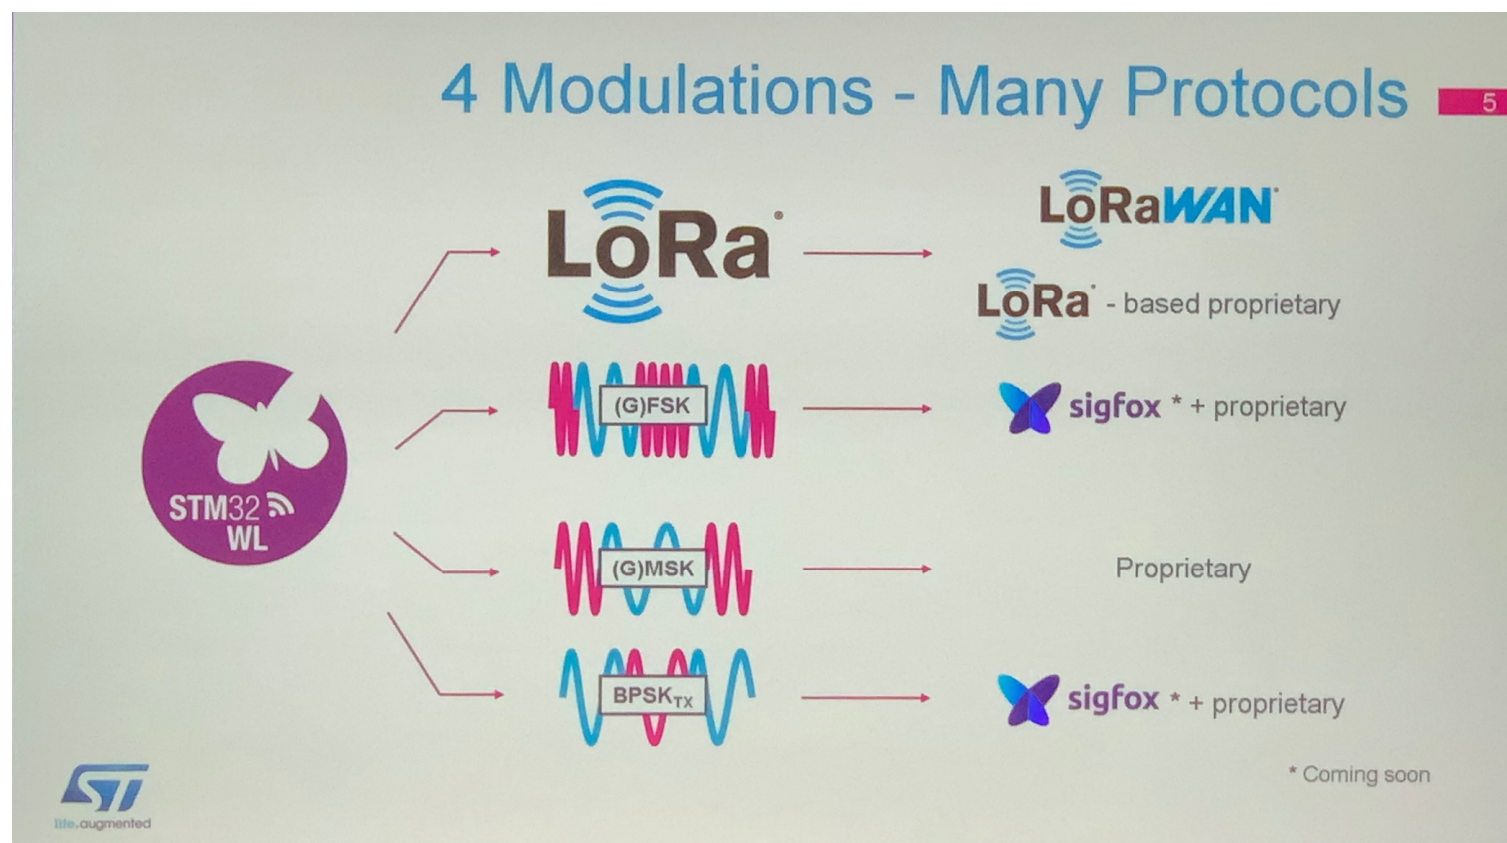 4 Modulations - Many Protocols
5
LoRa
LoRaWAN
LoRa - based proprietary
(G)FSK
sigfox * + proprietary
STM32
WL
(G)MSK
Proprietary
BPSKTX
sigfox * + proprietary
* Coming soon
ST
life.augmented